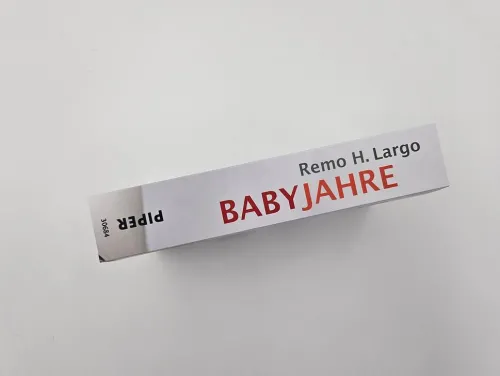 Remo H. Largo
BABYJAHRE
PIPER
30684